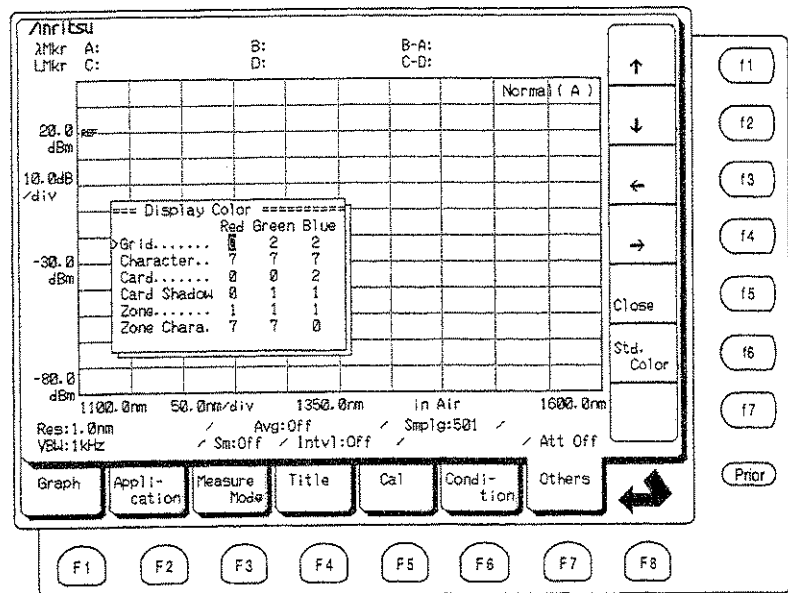 Anritsu
λMkr A: B: B-A:
LMkr C: D: C-D:
Normal ( A )
20.0 REF
dBm
10.0dB
/div
=== Display Color ==========
Red Green Blue
>Grid....... 0 2 2
Character.. 7 7 7
-30.0
dBm
Card....... 0 0 2
Card Shadow 0 1 1
Zone....... 1 1 1
Zone Chara. 7 7 0
-80.0
dBm
1100.0nm 50.0nm/div 1350.0nm in Air 1600.0nm
Res:1.0nm / Avg:Off / Smplg:501 /
VBW:1kHz / Sm:Off / Intvl:Off / / Att Off
↑
↓
←
→
Close
Std.
Color
f1
f2
f3
f4
f5
f6
f7
Prior
Graph
Appli-
cation
Measure
Mode
Title
Cal
Condi-
tion
Others
F1 F2 F3 F4 F5 F6 F7 F8